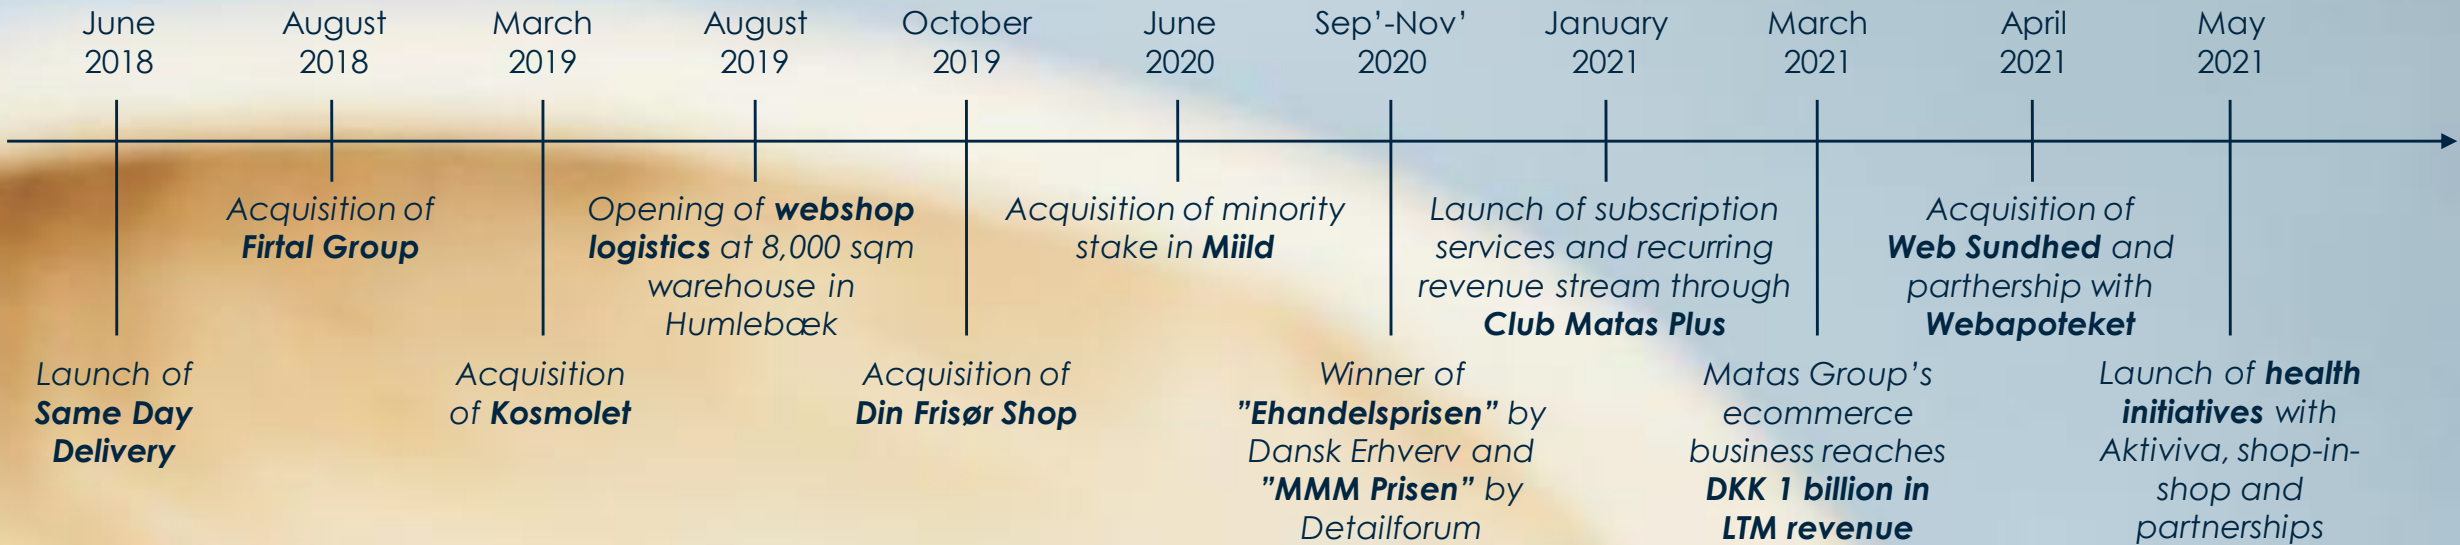 June
2018
August
2018
March
2019
August
2019
October
2019
June
2020
Sep'-Nov'
2020
January
2021
March
2021
April
2021
May
2021
Launch of
Same Day
Delivery
Acquisition of
Firtal Group
Acquisition
of Kosmolet
Opening of webshop
logistics at 8,000 sqm
warehouse in
Humlebæk
Acquisition of
Din Frisør Shop
Acquisition of minority
stake in Miild
Winner of
”Ehandelsprisen” by
Dansk Erhverv and
”MMM Prisen” by
Detailforum
Launch of subscription
services and recurring
revenue stream through
Club Matas Plus
Matas Group's
ecommerce
business reaches
DKK 1 billion in
LTM revenue
Acquisition of
Web Sundhed and
parthership with
Webapoteket
Launch of health
initiatives with
Aktiviva, shop-in-
shop and
partnerships